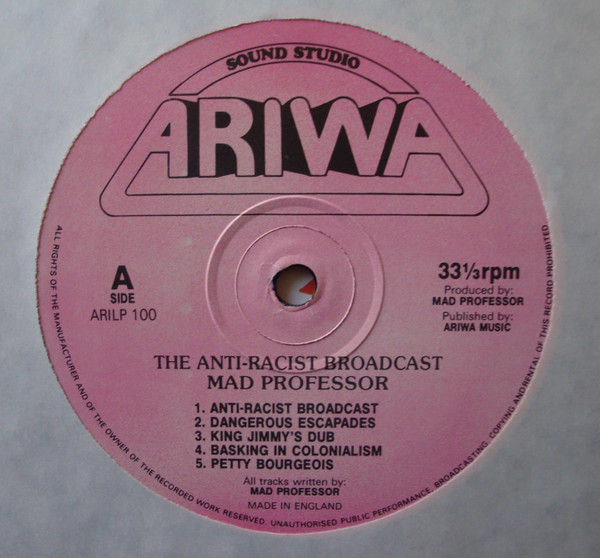 SOUND STUDIO
ARIWA
A
SIDE
ARILP 100
33⅓rpm
Produced by:
MAD PROFESSOR
Published by:
ARIWA MUSIC
THE ANTI-RACIST BROADCAST
MAD PROFESSOR
1. ANTI-RACIST BROADCAST
2. DANGEROUS ESCAPADES
3. KING JIMMY'S DUB
4. BASKING IN COLONIALISM
5. PETTY BOURGEOIS
All tracks written by:
MAD PROFESSOR
MADE IN ENGLAND
ALL RIGHTS OF THE MANUFACTURER AND OF THE OWNER OF THE RECORDED WORK RESERVED. UNAUTHORISED PUBLIC PERFORMANCE, BROADCASTING, COPYING AND RENTAL OF THIS RECORD PROHIBITED